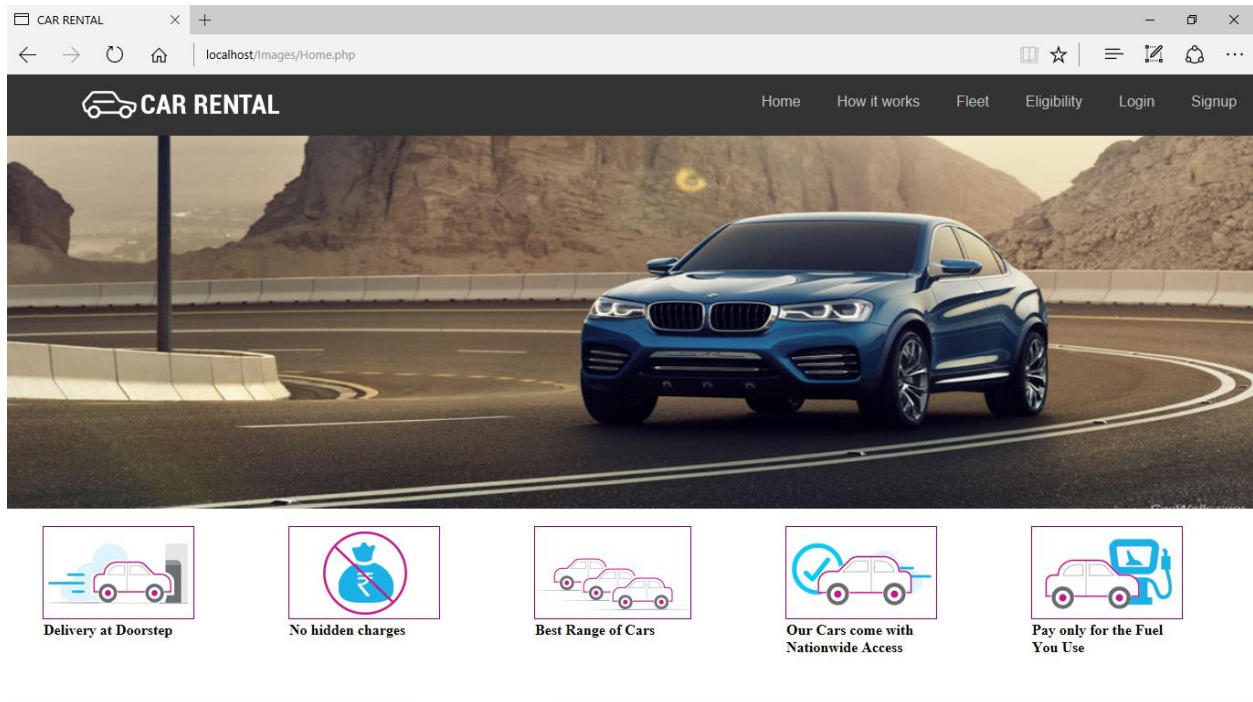 CAR RENTAL
localhost/Images/Home.php
CAR RENTAL
Home How it works Fleet Eligibility Login Signup
₹
Delivery at Doorstep
No hidden charges
Best Range of Cars
Our Cars come with
Nationwide Access
Pay only for the Fuel
You Use